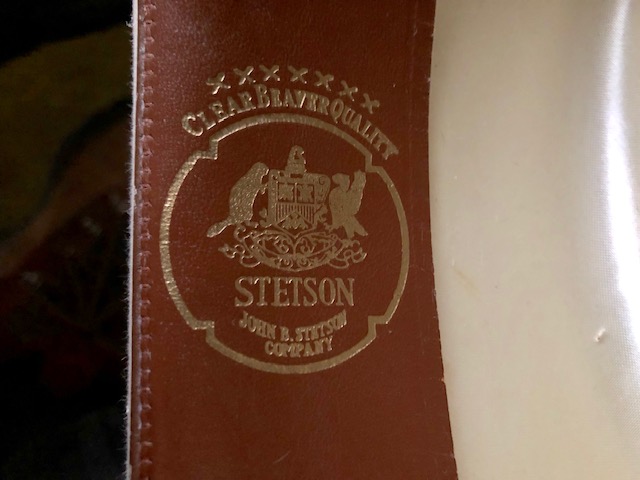 XXXXXXX
CLEAR BEAVER QUALITY
STETSON
JOHN B. STETSON
COMPANY